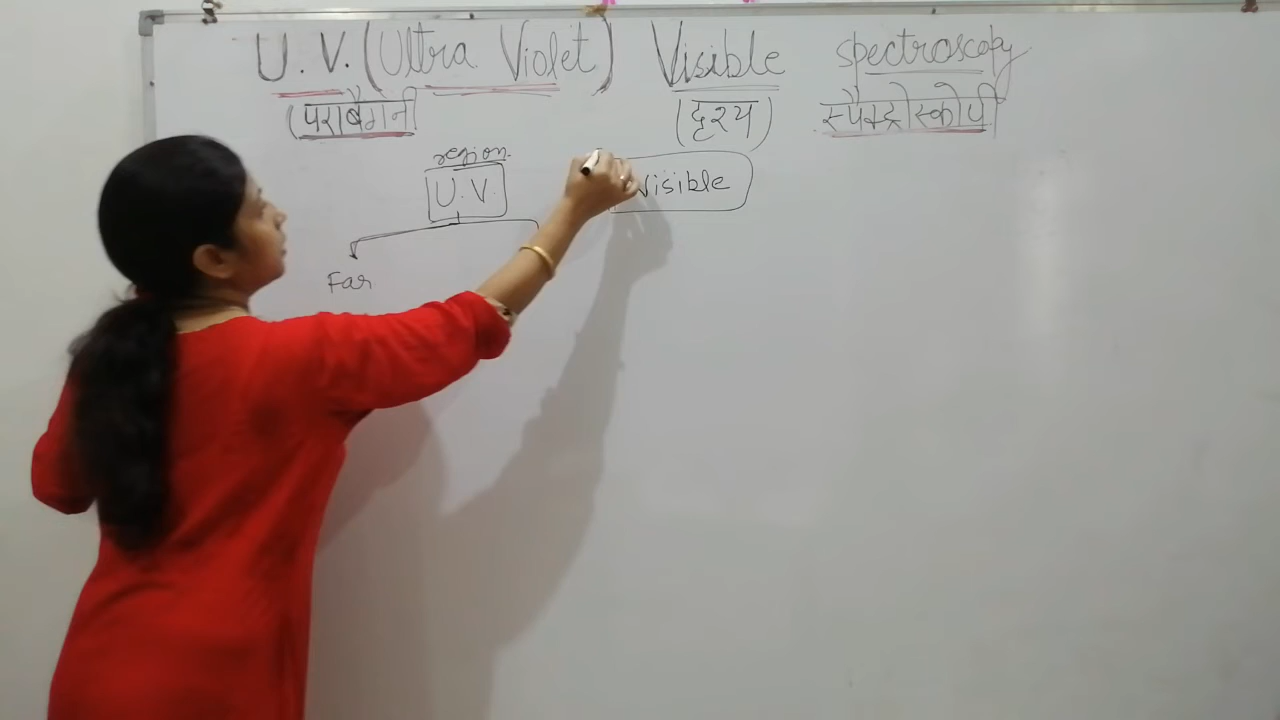 U.V. (Ultra Violet) Visible spectroscopy
(पराबैगनी (दृश्य) स्पैक्ट्रोस्कोपी
region.
U.V. Visible
Far